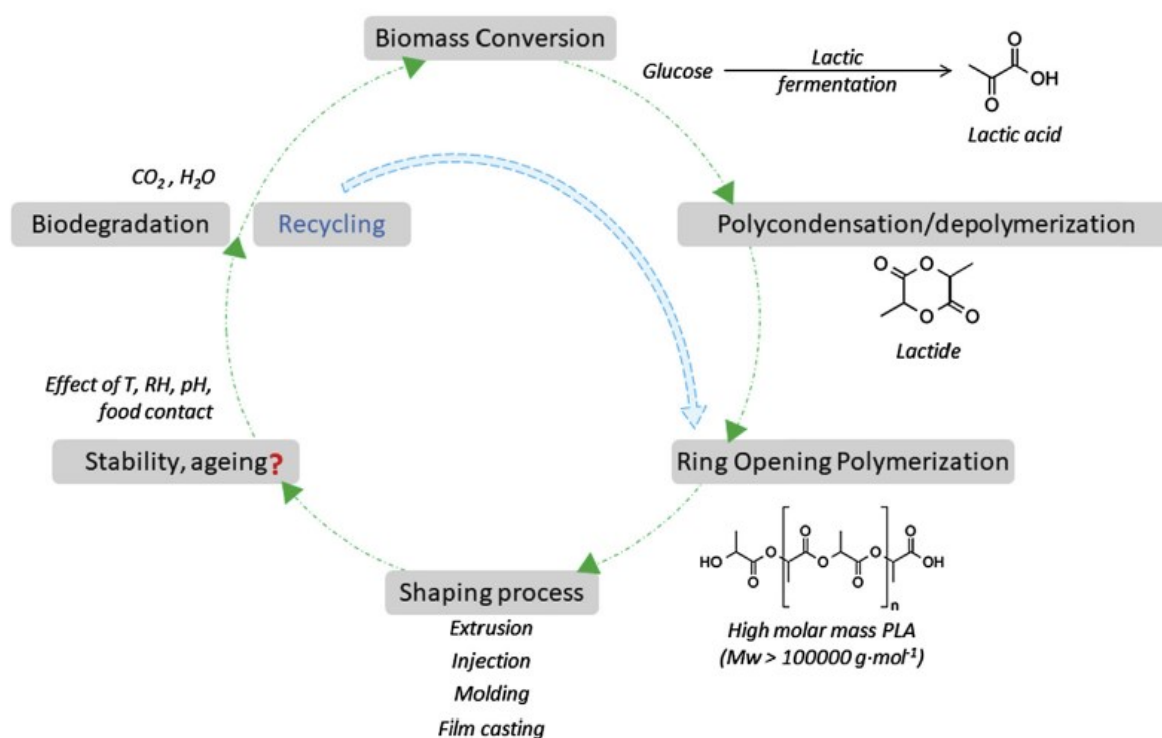 Biomass Conversion
Glucose
Lactic
fermentation
O
OH
O
Lactic acid
CO₂ , H₂O
Biodegradation
Recycling
Polycondensation/depolymerization
O
O
O
O
Lactide
Effect of T, RH, pH,
food contact
Stability, ageing?
Ring Opening Polymerization
HO
O
O
O
O
O
O
O
OH
n
High molar mass PLA
(Mw > 100000 g·mol⁻¹)
Shaping process
Extrusion
Injection
Molding
Film casting